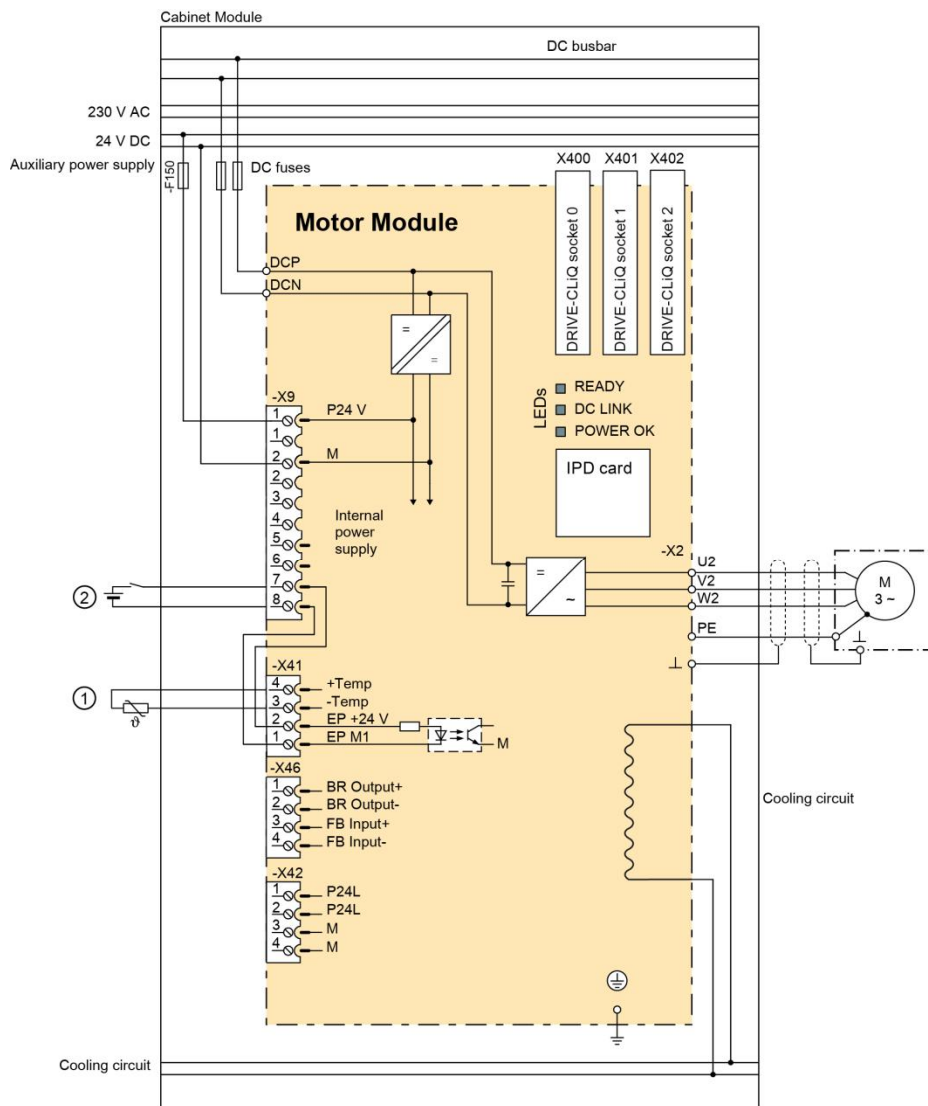 Cabinet Module
DC busbar
230 V AC
24 V DC
Auxiliary power supply
-F150
DC fuses
X400
X401
X402
DRIVE-CLiQ socket 0
DRIVE-CLiQ socket 1
DRIVE-CLiQ socket 2
Motor Module
DCP
DCN
=
=
LEDs
READY
DC LINK
POWER OK
IPD card
-X9
1
P24 V
1
2
M
2
3
4
5
6
7
8
Internal
power
supply
②
=
~
-X2
U2
V2
W2
PE
M
3 ~
①
ϑ
-X41
4
+Temp
3
-Temp
2
EP +24 V
1
EP M1
M
-X46
1
BR Output+
2
BR Output-
3
FB Input+
4
FB Input-
Cooling circuit
-X42
1
P24L
2
P24L
3
M
4
M
Cooling circuit